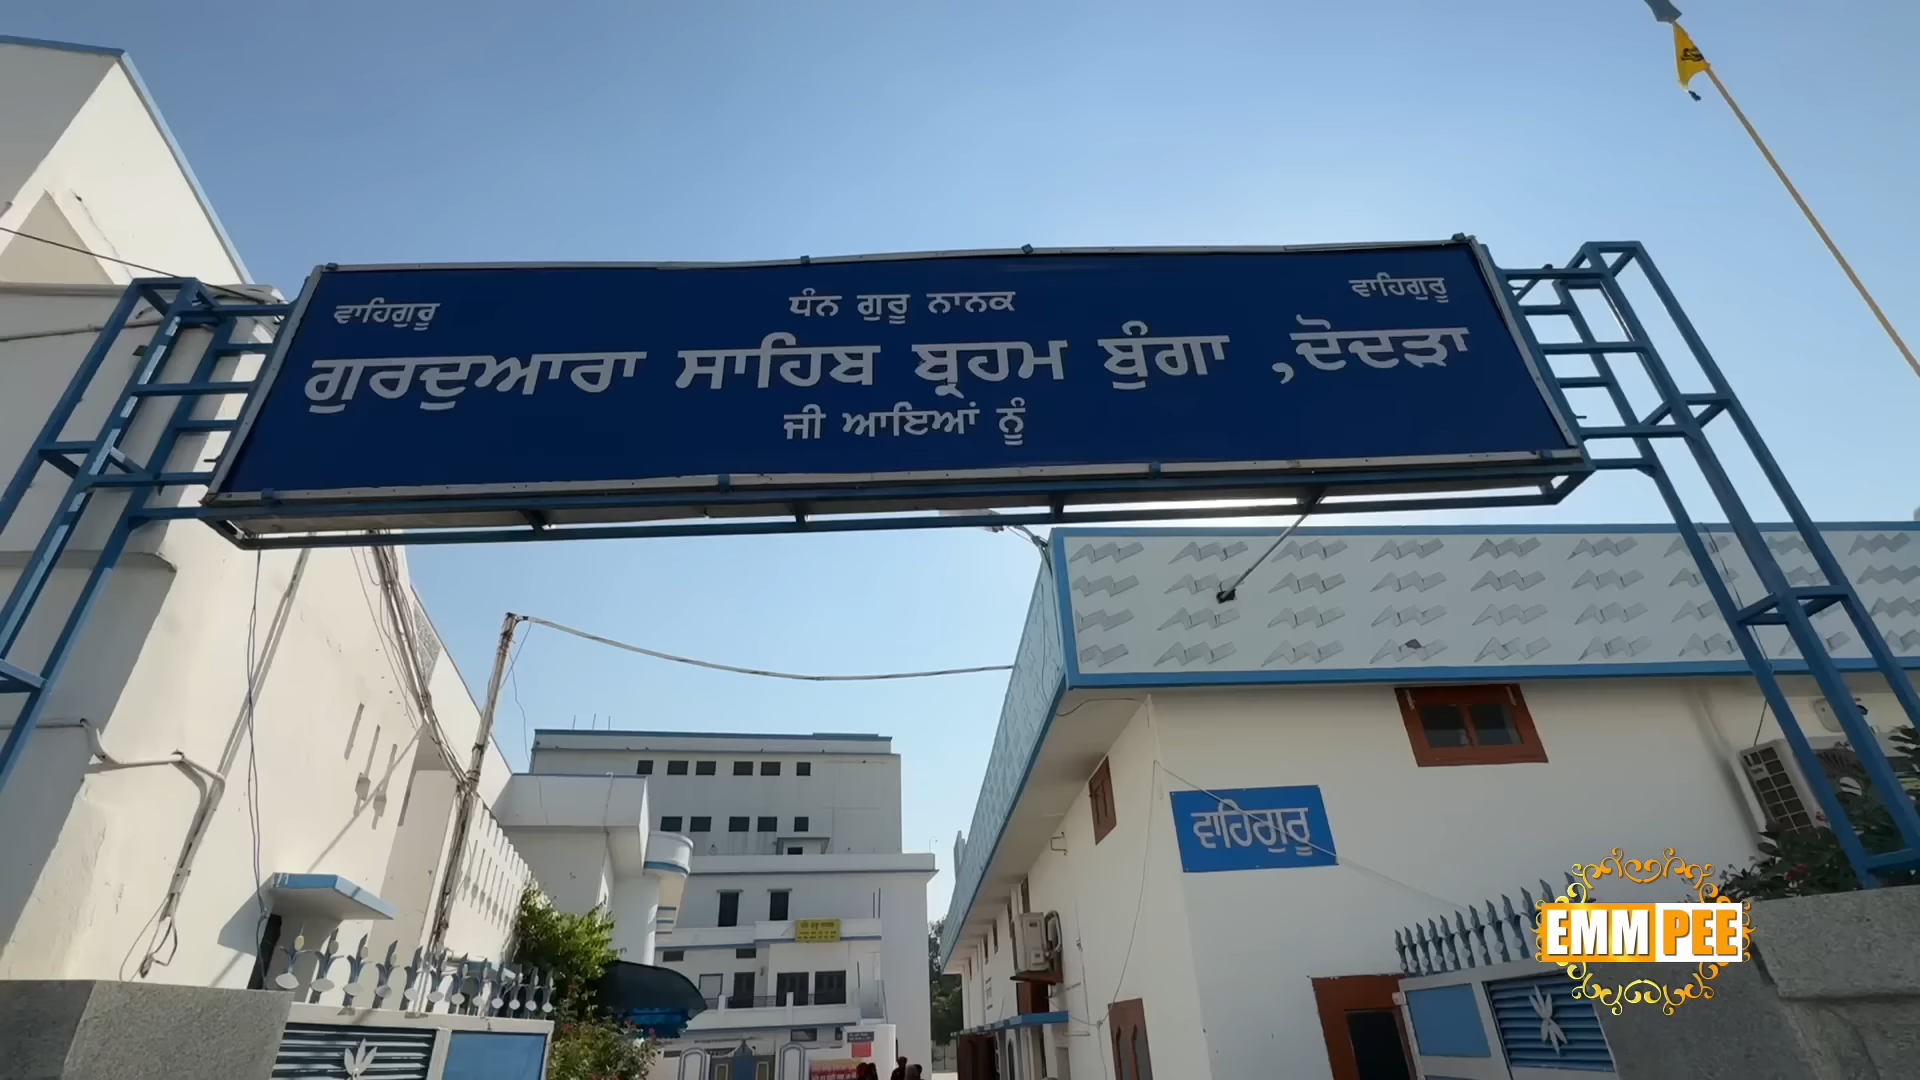 ਵਾਹਿਗੁਰੂ ਧੰਨ ਗੁਰੂ ਨਾਨਕ ਵਾਹਿਗੁਰੂ
ਗੁਰਦੁਆਰਾ ਸਾਹਿਬ ਬ੍ਰਹਮ ਬੁੰਗਾ ,ਦੋਦੜਾ
ਜੀ ਆਇਆਂ ਨੂੰ
ਵਾਹਿਗੁਰੂ
EMM PEE